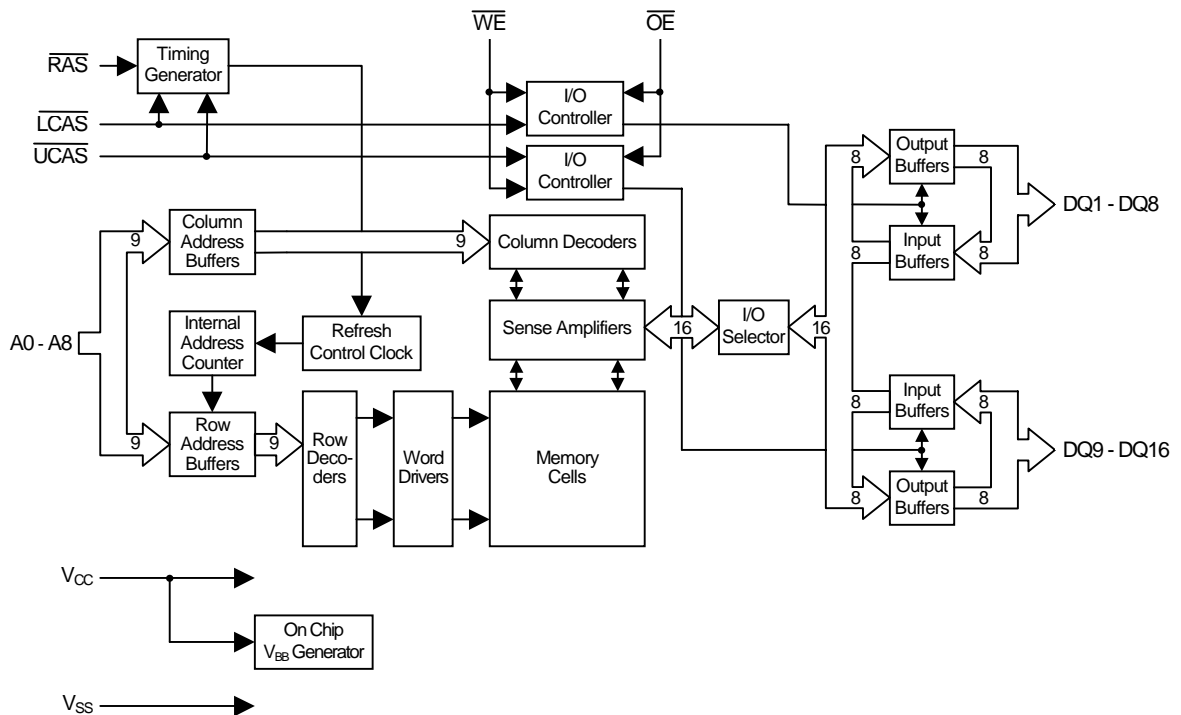 WE
OE
RAS
Timing
Generator
I/O
Controller
LCAS
UCAS
I/O
Controller
Output
Buffers
8
8
DQ1 - DQ8
Input
Buffers
8
8
Column
Address
Buffers
9
9
Column Decoders
A0 - A8
Internal
Address
Counter
Refresh
Control Clock
Sense Amplifiers
16
I/O
Selector
16
Row
Address
Buffers
9
9
Row
Deco-
ders
Word
Drivers
Memory
Cells
Input
Buffers
8
8
DQ9 - DQ16
Output
Buffers
8
8
VCC
On Chip
VBB Generator
VSS